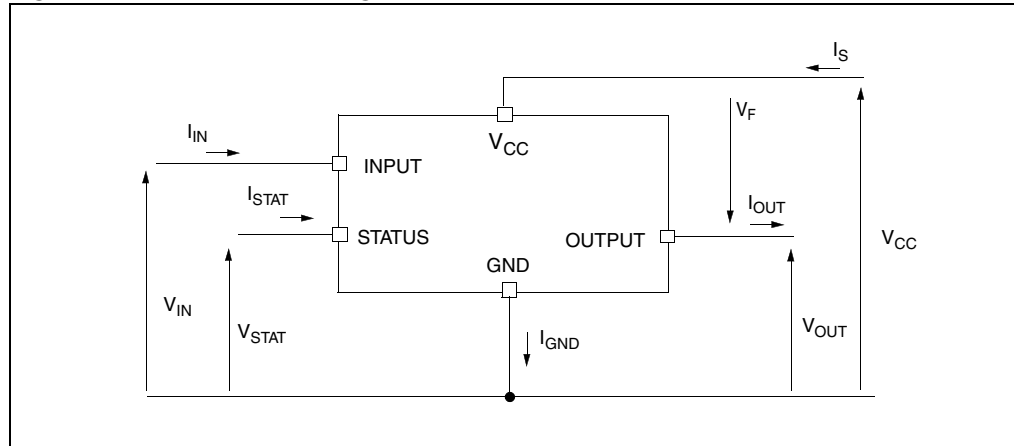 I_S
V_F
V_CC
I_IN
INPUT
I_STAT
I_OUT
STATUS
OUTPUT
V_CC
GND
V_IN
V_STAT
V_OUT
I_GND